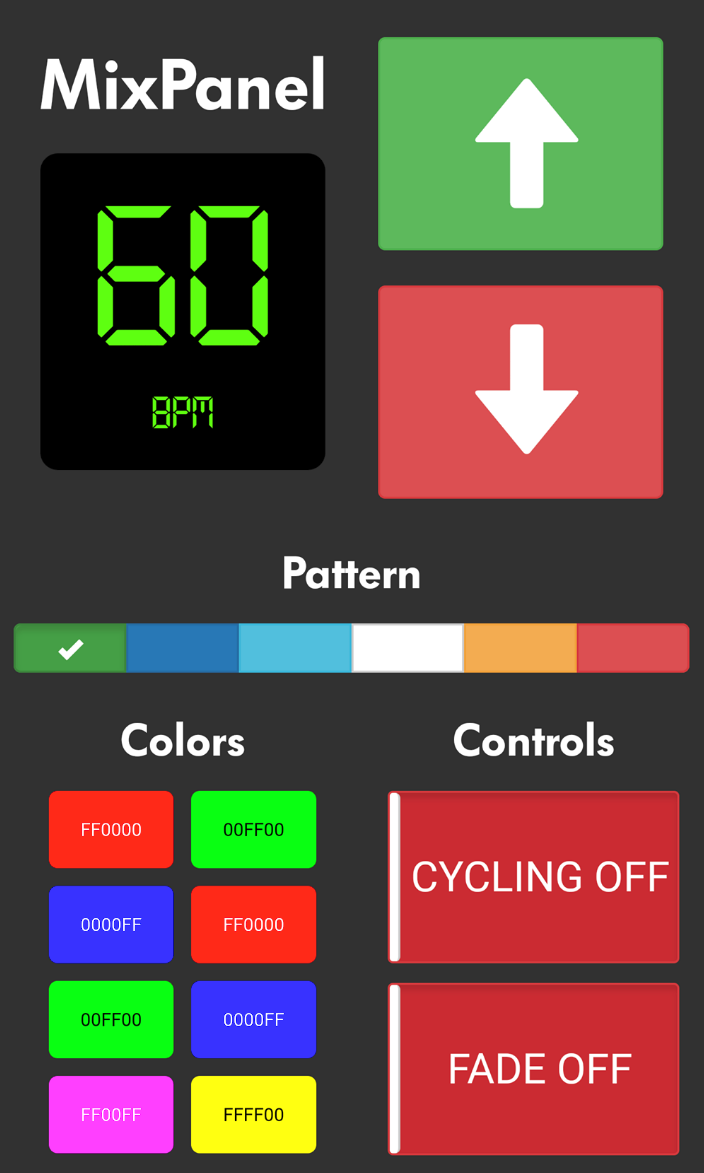 MixPanel
60
BPM
Pattern
Colors
Controls
FF0000
00FF00
0000FF
FF0000
00FF00
0000FF
FF00FF
FFFF00
CYCLING OFF
FADE OFF